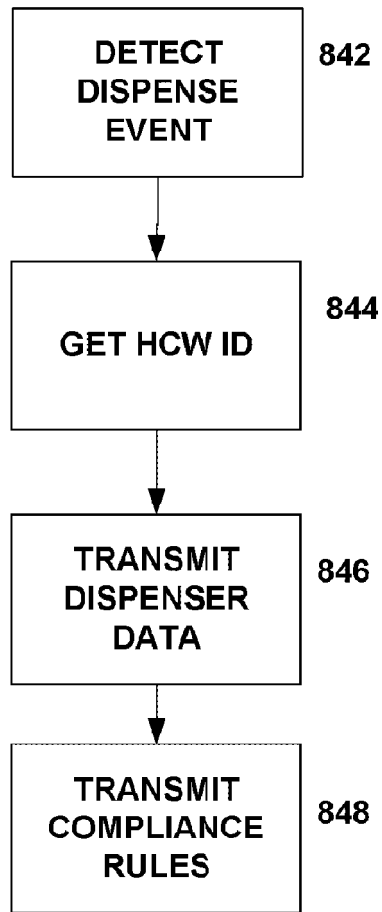 DETECT
DISPENSE
EVENT
842
GET HCW ID
844
TRANSMIT
DISPENSER
DATA
846
TRANSMIT
COMPLIANCE
RULES
848